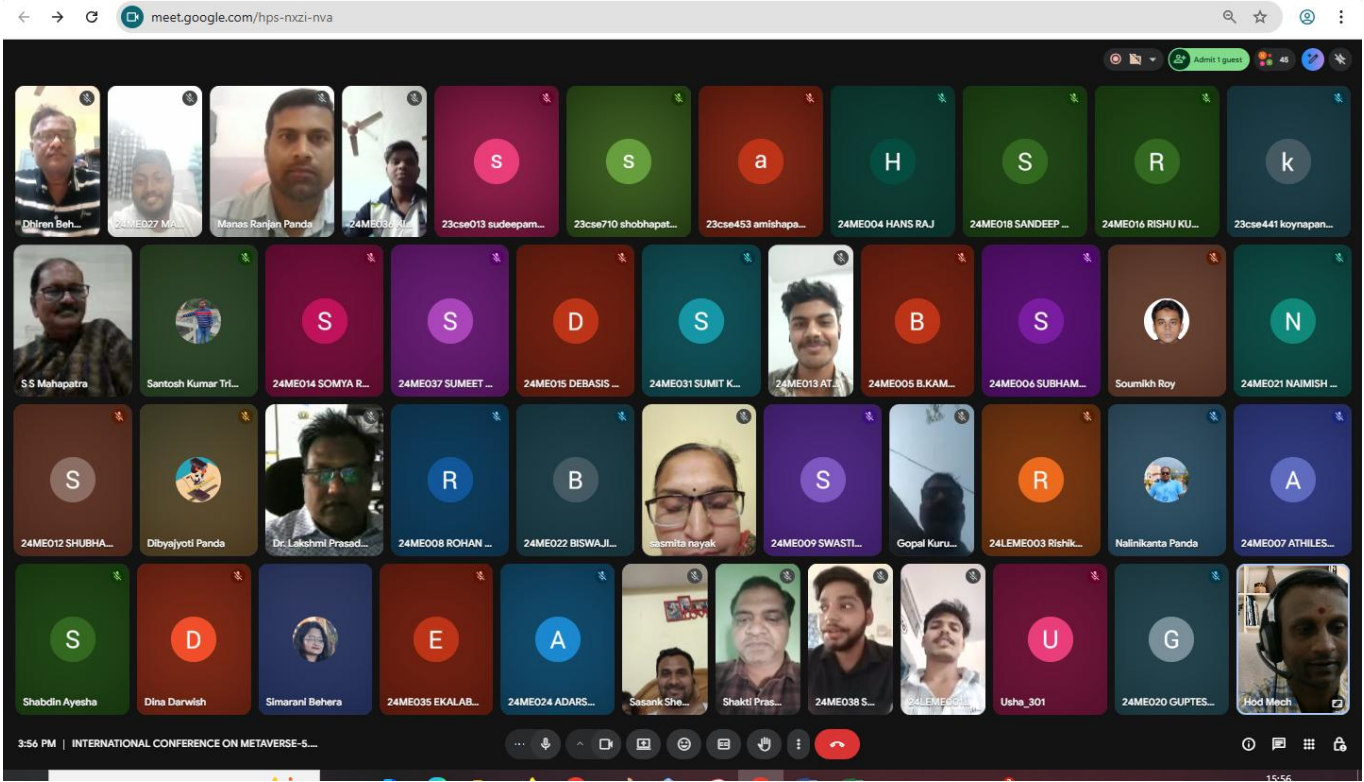 meet.google.com/hps-nxzi-nva
Admit 1 guest
45
Dhiren Beh...
24ME027 MA...
Manas Ranjan Panda
24ME036
s
23cse013 sudeepam...
s
23cse710 shobhapat...
a
23cse453 amishapa...
H
24ME004 HANS RAJ
S
24ME018 SANDEEP ...
R
24ME016 RISHU KU...
k
23cse441 koynapan...
S S Mahapatra
Santosh Kumar Tri...
S
24ME014 SOMYA R...
S
24ME037 SUMEET ...
D
24ME015 DEBASIS ...
S
24ME031 SUMIT K...
24ME013 AT...
B
24ME005 B.KAM...
S
24ME006 SUBHAM...
Soumikh Roy
N
24ME021 NAIMISH ...
S
24ME012 SHUBHA...
Dibyajyoti Panda
Dr. Lakshmi Prasad...
R
24ME008 ROHAN ...
B
24ME022 BISWAJI...
sasmita nayak
S
24ME009 SWASTI...
Gopal Kuru...
R
24LEME003 Rishik...
Nalinikanta Panda
A
24ME007 ATHILES...
S
Shabdin Ayesha
D
Dina Darwish
Simarani Behera
E
24ME035 EKALAB...
A
24ME024 ADARS...
Sasank She...
Shakti Pras...
24ME038 S...
U
Usha_301
G
24ME020 GUPTES...
Hod Mech
3:56 PM | INTERNATIONAL CONFERENCE ON METAVERSE-5....
15:56